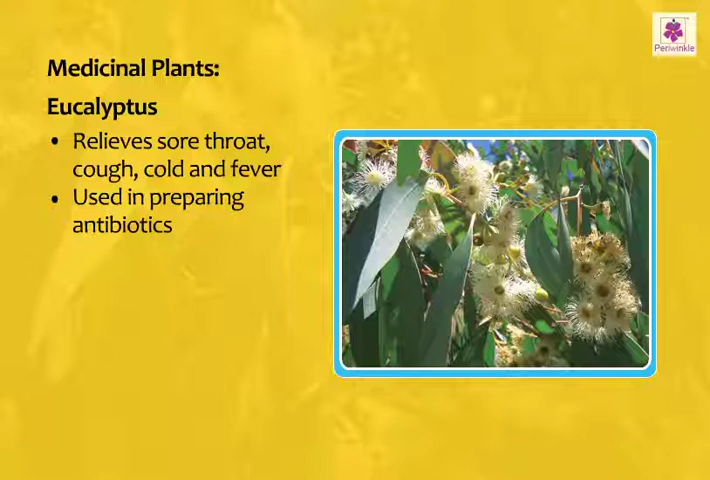 Periwinkle
Medicinal Plants:
Eucalyptus
• Relieves sore throat,
cough, cold and fever
• Used in preparing
antibiotics